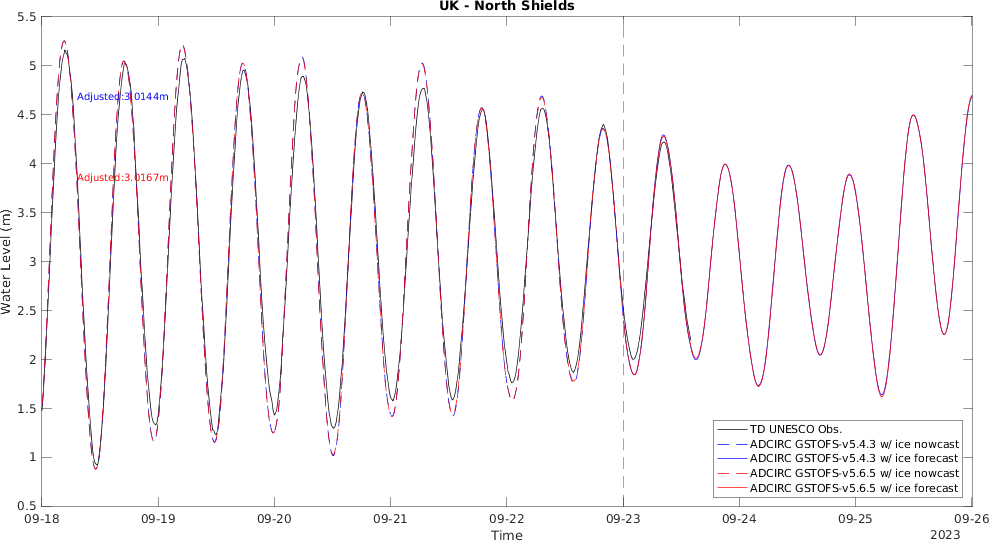 UK - North Shields
5.5
5
4.5
4
3.5
3
2.5
2
1.5
1
0.5
Water Level (m)
Adjusted:3.0144m
Adjusted:3.0167m
TD UNESCO Obs.
ADCIRC GSTOFS-v5.4.3 w/ ice nowcast
ADCIRC GSTOFS-v5.4.3 w/ ice forecast
ADCIRC GSTOFS-v5.6.5 w/ ice nowcast
ADCIRC GSTOFS-v5.6.5 w/ ice forecast
09-18 09-19 09-20 09-21 09-22 09-23 09-24 09-25 09-26
Time
2023